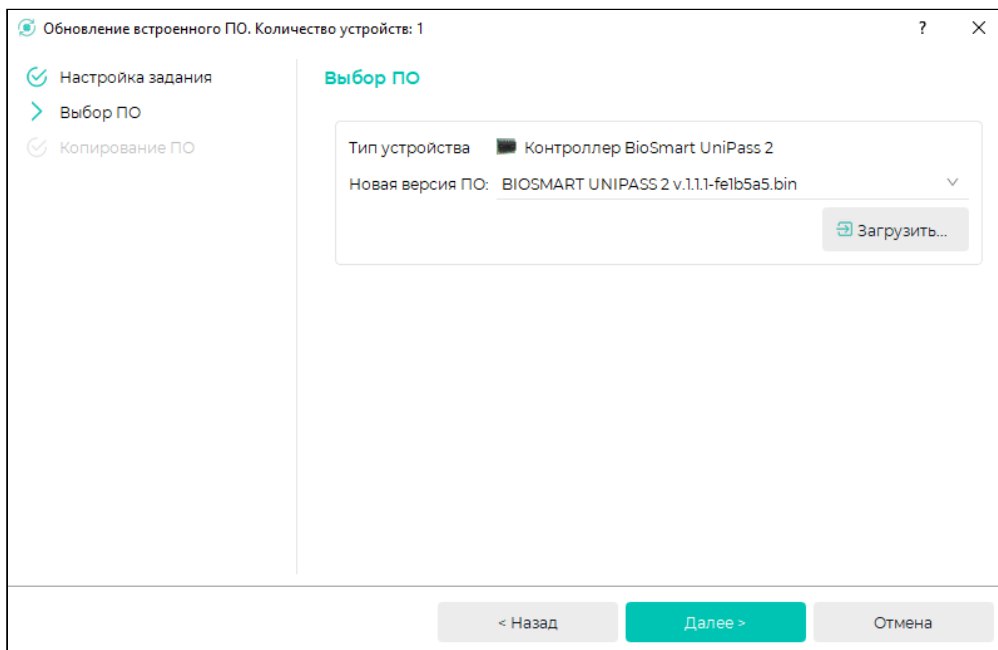 Обновление встроенного ПО. Количество устройств: 1
?
Настройка задания
Выбор ПО
Копирование ПО
Выбор ПО
Тип устройства Контроллер BioSmart UniPass 2
Новая версия ПО: BIOSMART UNIPASS 2 v.1.1.1-fe1b5a5.bin
Загрузить...
< Назад
Далее >
Отмена